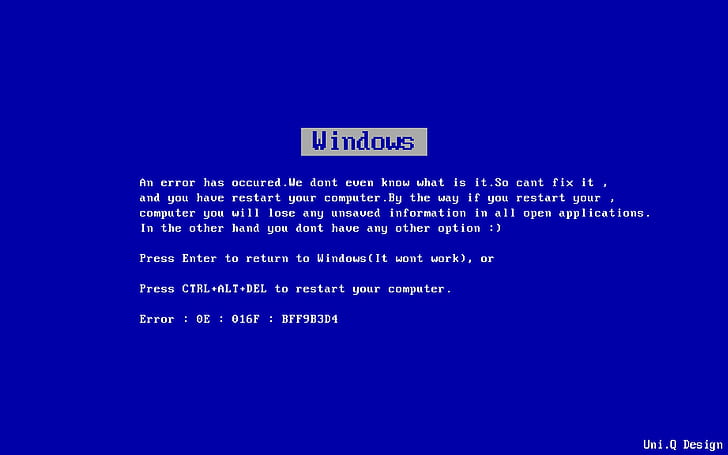 Windows
An error has occured.We dont even know what is it.So cant fix it ,
and you have restart your computer.By the way if you restart your ,
computer you will lose any unsaved information in all open applications.
In the other hand you dont have any other option :)
Press Enter to return to Windows(It wont work), or
Press CTRL+ALT+DEL to restart your computer.
Error : 0E : 016F : BFF9B3D4
Uni.Q Design